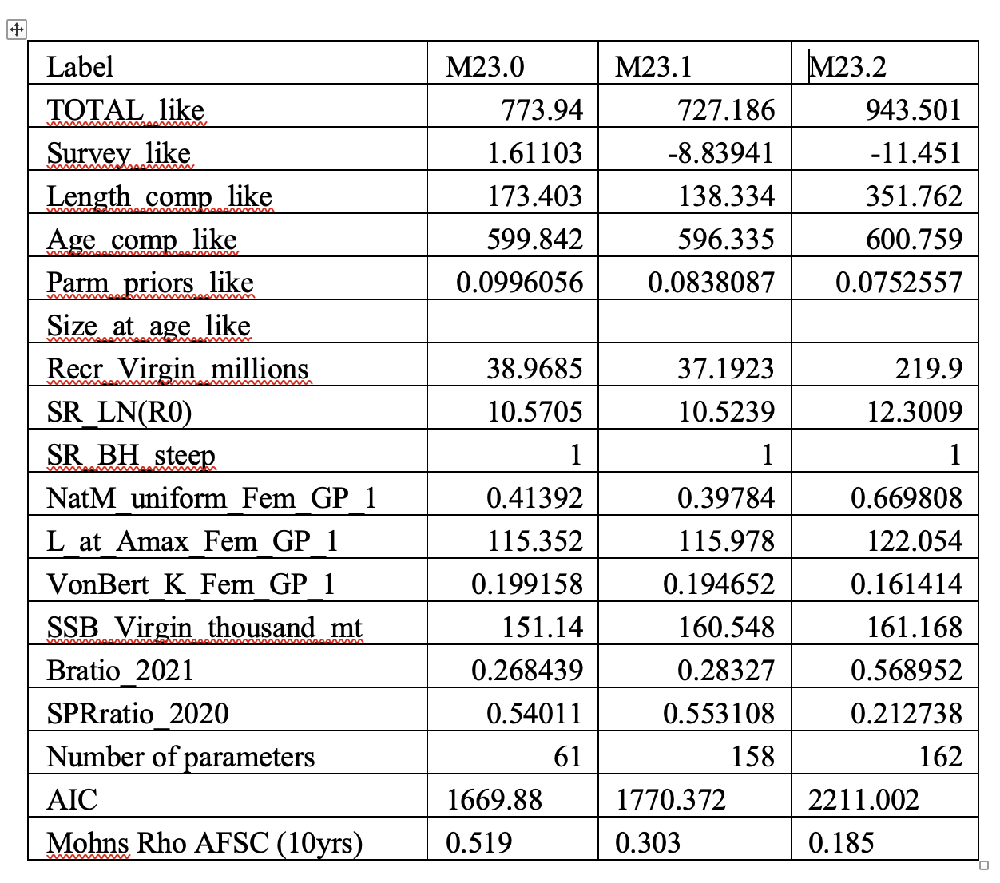 Label M23.0 M23.1 M23.2
TOTAL_like 773.94 727.186 943.501
Survey_like 1.61103 -8.83941 -11.451
Length_comp_like 173.403 138.334 351.762
Age_comp_like 599.842 596.335 600.759
Parm_priors_like 0.0996056 0.0838087 0.0752557
Size_at_age_like
Recr_Virgin_millions 38.9685 37.1923 219.9
SR_LN(R0) 10.5705 10.5239 12.3009
SR_BH_steep 1 1 1
NatM_uniform_Fem_GP_1 0.41392 0.39784 0.669808
L_at_Amax_Fem_GP_1 115.352 115.978 122.054
VonBert_K_Fem_GP_1 0.199158 0.194652 0.161414
SSB_Virgin_thousand_mt 151.14 160.548 161.168
Bratio_2021 0.268439 0.28327 0.568952
SPRratio_2020 0.54011 0.553108 0.212738
Number of parameters 61 158 162
AIC 1669.88 1770.372 2211.002
Mohns Rho AFSC (10yrs) 0.519 0.303 0.185